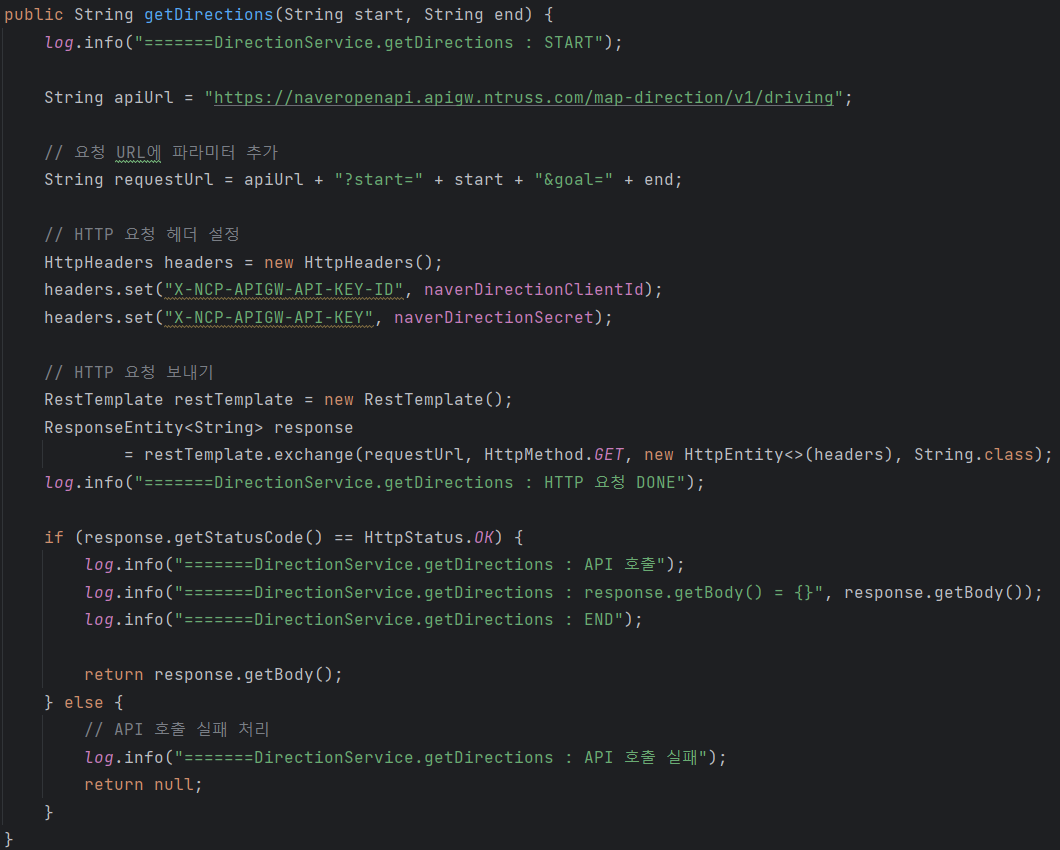 public String getDirections(String start, String end) {
log.info("=======DirectionService.getDirections : START");
String apiUrl = "https://naveropenapi.apigw.ntruss.com/map-direction/v1/driving";
// 요청 URL에 파라미터 추가
String requestUrl = apiUrl + "?start=" + start + "&goal=" + end;
// HTTP 요청 헤더 설정
HttpHeaders headers = new HttpHeaders();
headers.set("X-NCP-APIGW-API-KEY-ID", naverDirectionClientId);
headers.set("X-NCP-APIGW-API-KEY", naverDirectionSecret);
// HTTP 요청 보내기
RestTemplate restTemplate = new RestTemplate();
ResponseEntity<String> response
= restTemplate.exchange(requestUrl, HttpMethod.GET, new HttpEntity<>(headers), String.class);
log.info("=======DirectionService.getDirections : HTTP 요청 DONE");
if (response.getStatusCode() == HttpStatus.OK) {
log.info("=======DirectionService.getDirections : API 호출");
log.info("=======DirectionService.getDirections : response.getBody() = {}", response.getBody());
log.info("=======DirectionService.getDirections : END");
return response.getBody();
} else {
// API 호출 실패 처리
log.info("=======DirectionService.getDirections : API 호출 실패");
return null;
}
}